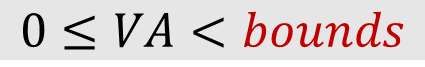 0 ≤ VA < bounds